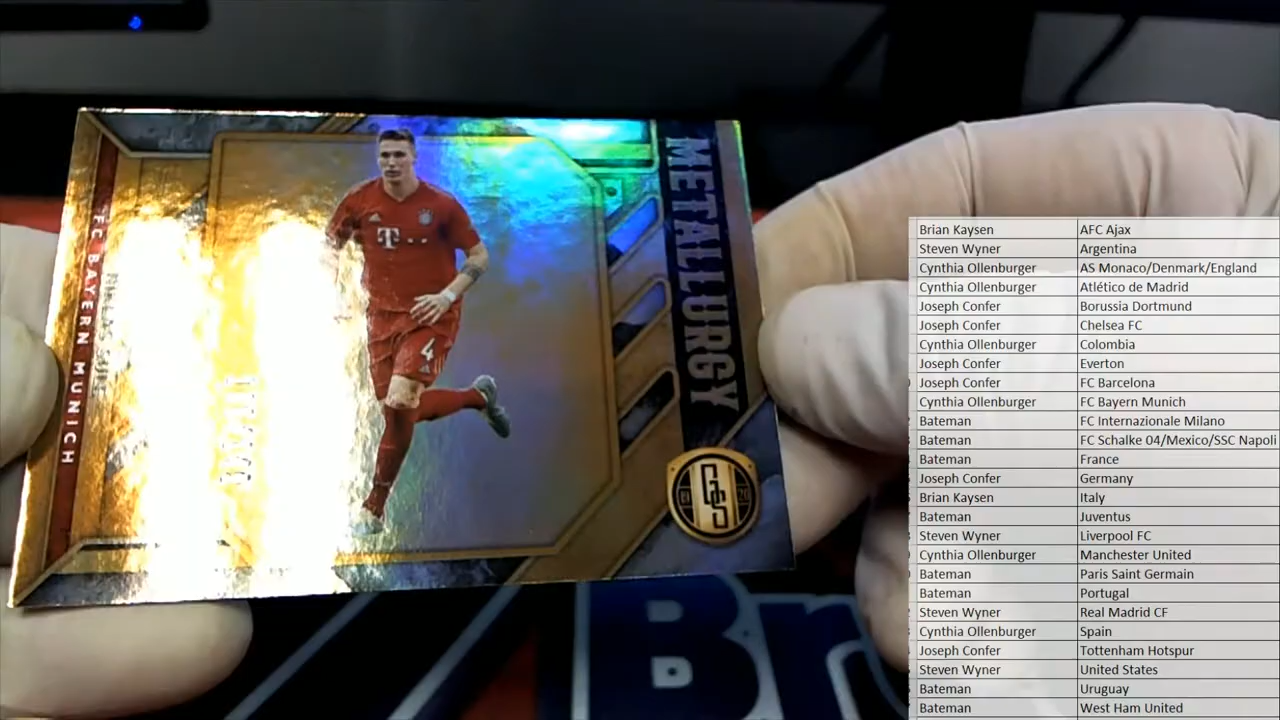 METALLURGY
FC BAYERN MUNICH
T
4
GS
Br
Brian Kaysen AFC Ajax
Steven Wyner Argentina
Cynthia Ollenburger AS Monaco/Denmark/England
Cynthia Ollenburger Atlético de Madrid
Joseph Confer Borussia Dortmund
Joseph Confer Chelsea FC
Cynthia Ollenburger Colombia
Joseph Confer Everton
Joseph Confer FC Barcelona
Cynthia Ollenburger FC Bayern Munich
Bateman FC Internazionale Milano
Bateman FC Schalke 04/Mexico/SSC Napoli
Bateman France
Joseph Confer Germany
Brian Kaysen Italy
Bateman Juventus
Steven Wyner Liverpool FC
Cynthia Ollenburger Manchester United
Bateman Paris Saint Germain
Bateman Portugal
Steven Wyner Real Madrid CF
Cynthia Ollenburger Spain
Joseph Confer Tottenham Hotspur
Steven Wyner United States
Bateman Uruguay
Bateman West Ham United